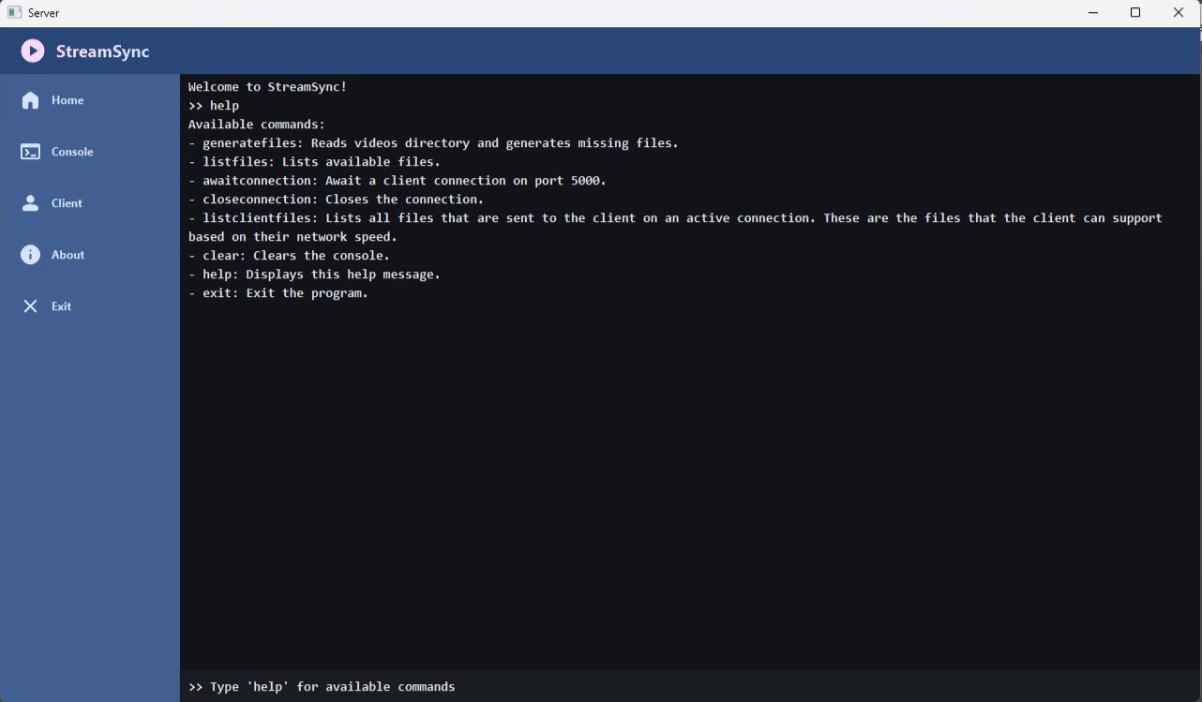 Server
StreamSync
Home
Console
Client
About
Exit
Welcome to StreamSync!
>> help
Available commands:
- generatefiles: Reads videos directory and generates missing files.
- listfiles: Lists available files.
- awaitconnection: Await a client connection on port 5000.
- closeconnection: Closes the connection.
- listclientfiles: Lists all files that are sent to the client on an active connection. These are the files that the client can support
based on their network speed.
- clear: Clears the console.
- help: Displays this help message.
- exit: Exit the program.
>> Type 'help' for available commands